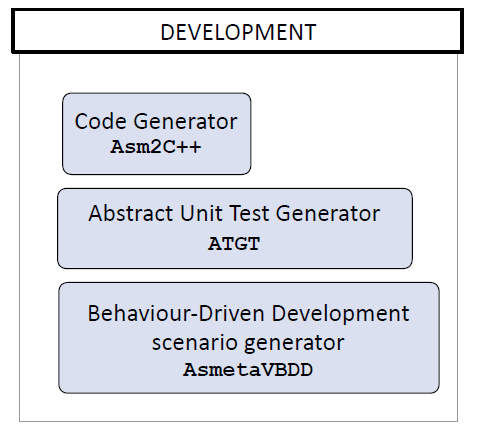 DEVELOPMENT
Code Generator
Asm2C++
Abstract Unit Test Generator
ATGT
Behaviour-Driven Development
scenario generator
AsmetaVBDD